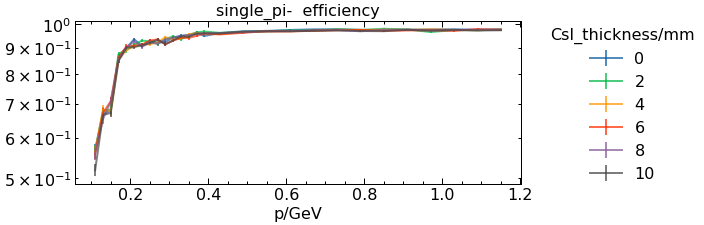 single_pi- efficiency
10⁰
9 × 10⁻¹
8 × 10⁻¹
7 × 10⁻¹
6 × 10⁻¹
5 × 10⁻¹
0.2 0.4 0.6 0.8 1.0 1.2
p/GeV
CsI_thickness/mm
0
2
4
6
8
10